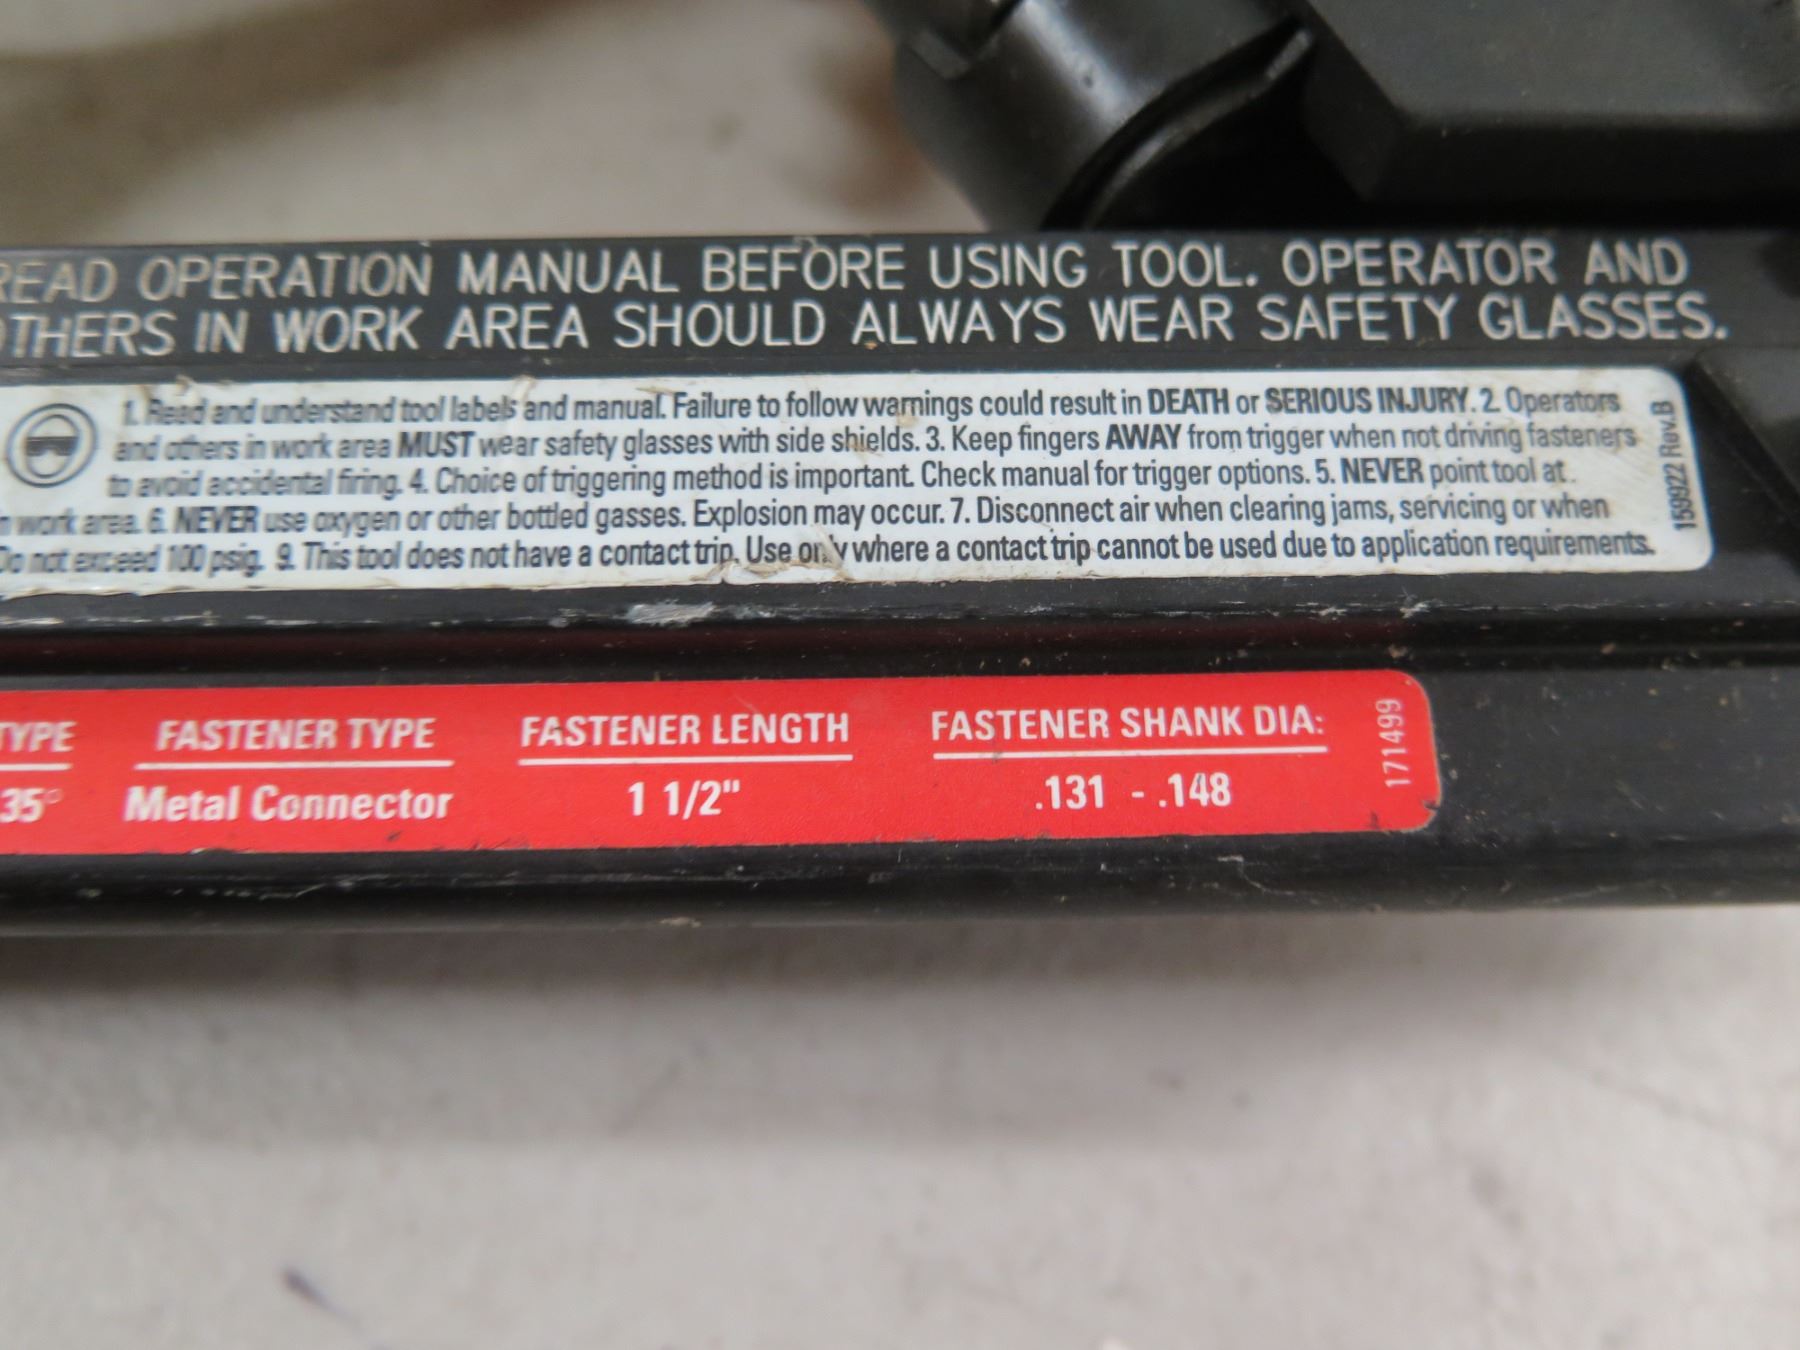 READ OPERATION MANUAL BEFORE USING TOOL. OPERATOR AND
OTHERS IN WORK AREA SHOULD ALWAYS WEAR SAFETY GLASSES.
1. Read and understand tool labels and manual. Failure to follow warnings could result in DEATH or SERIOUS INJURY. 2. Operators
and others in work area MUST wear safety glasses with side shields. 3. Keep fingers AWAY from trigger when not driving fasteners
to avoid accidental firing. 4. Choice of triggering method is important. Check manual for trigger options. 5. NEVER point tool at
work area. 6. NEVER use oxygen or other bottled gasses. Explosion may occur. 7. Disconnect air when clearing jams, servicing or when
Do not exceed 100 psig. 9. This tool does not have a contact trip. Use only where a contact trip cannot be used due to application requirements.
159922 Rev.B
TYPE FASTENER TYPE FASTENER LENGTH FASTENER SHANK DIA:
35° Metal Connector 1 1/2" .131 - .148
171499